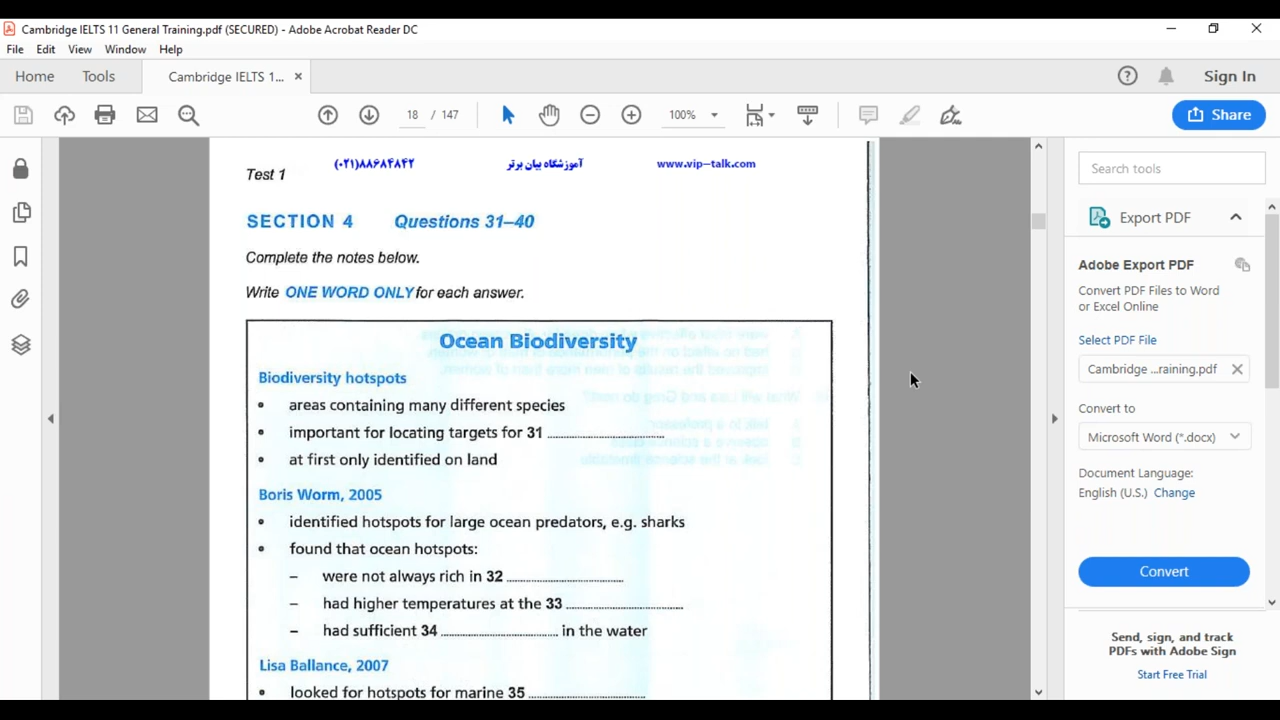 Cambridge IELTS 11 General Training.pdf (SECURED) - Adobe Acrobat Reader DC
File Edit View Window Help
Home Tools Cambridge IELTS 1... × Sign In
18 / 147 100% Share
Test 1 (۰۲۱)۸۸۶۸۴۸۴۲ آموزشگاه بیان برتر www.vip-talk.com
SECTION 4 Questions 31–40
Complete the notes below.
Write ONE WORD ONLY for each answer.
Ocean Biodiversity
Biodiversity hotspots
• areas containing many different species
• important for locating targets for 31 ..............................
• at first only identified on land
Boris Worm, 2005
• identified hotspots for large ocean predators, e.g. sharks
• found that ocean hotspots:
– were not always rich in 32 ..............................
– had higher temperatures at the 33 ..............................
– had sufficient 34 .............................. in the water
Lisa Ballance, 2007
• looked for hotspots for marine 35 ..............................
Search tools
Export PDF
Adobe Export PDF
Convert PDF Files to Word
or Excel Online
Select PDF File
Cambridge ...raining.pdf ×
Convert to
Microsoft Word (*.docx)
Document Language:
English (U.S.) Change
Convert
Send, sign, and track
PDFs with Adobe Sign
Start Free Trial